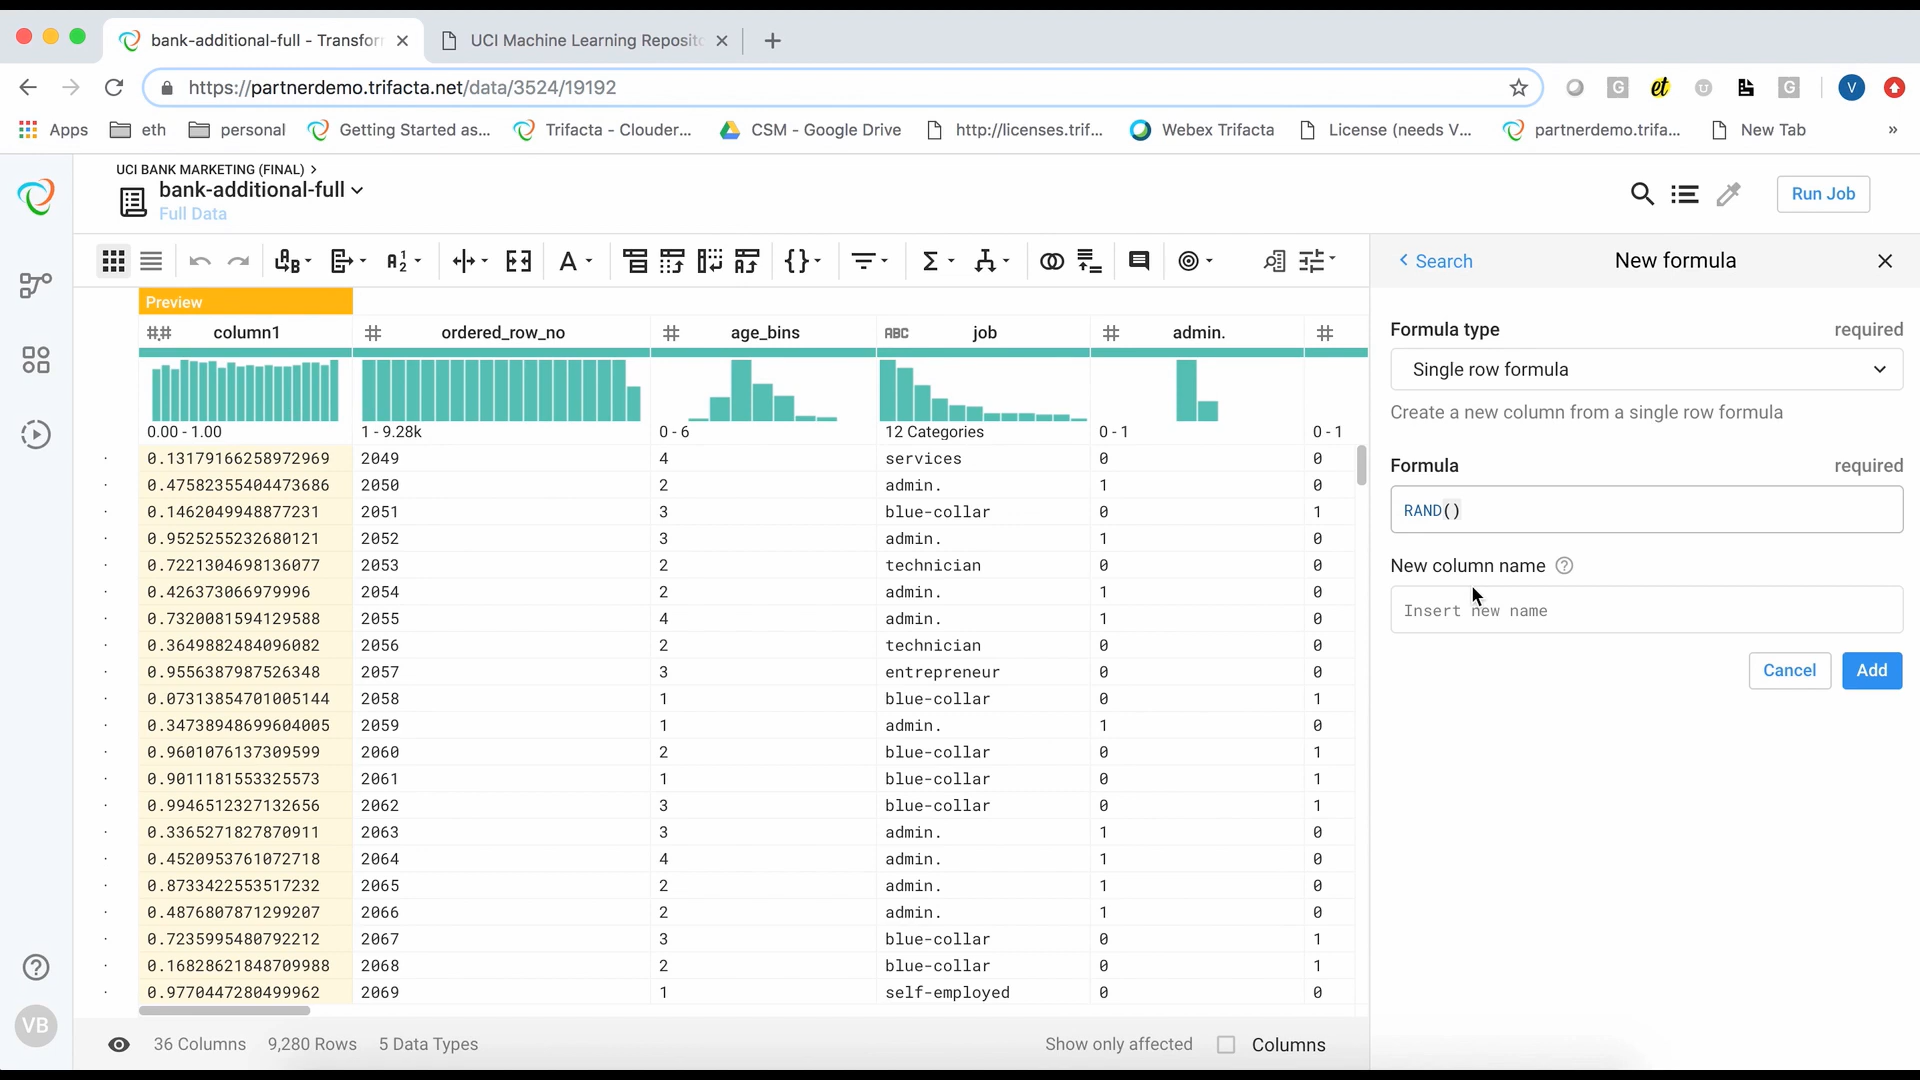 bank-additional-full - Transfor
UCI Machine Learning Reposito
https://partnerdemo.trifacta.net/data/3524/19192
G
et
G
V
Apps
eth
personal
Getting Started as...
Trifacta - Clouder...
CSM - Google Drive
http://licenses.trif...
Webex Trifacta
License (needs V...
partnerdemo.trifa...
New Tab
»
UCI BANK MARKETING (FINAL) >
bank-additional-full
Full Data
Run Job
Search
New formula
Preview
column1 ordered_row_no age_bins ABC job admin.
0.00 - 1.00 1 - 9.28k 0 - 6 12 Categories 0 - 1 0 - 1
0.13179166258972969 2049 4 services 0 0
0.47582355404473686 2050 2 admin. 1 0
0.1462049948877231 2051 3 blue-collar 0 1
0.9525255232680121 2052 3 admin. 1 0
0.7221304698136077 2053 2 technician 0 0
0.426373066979996 2054 2 admin. 1 0
0.7320081594129588 2055 4 admin. 1 0
0.3649882484096082 2056 2 technician 0 0
0.9556387987526348 2057 3 entrepreneur 0 0
0.07313854701005144 2058 1 blue-collar 0 1
0.34738948699604005 2059 1 admin. 1 0
0.9601076137309599 2060 2 blue-collar 0 1
0.9011181553325573 2061 1 blue-collar 0 1
0.9946512327132656 2062 3 blue-collar 0 1
0.3365271827870911 2063 3 admin. 1 0
0.4520953761072718 2064 4 admin. 1 0
0.8733422553517232 2065 2 admin. 1 0
0.4876807871299207 2066 2 admin. 1 0
0.7235995480792212 2067 3 blue-collar 0 1
0.16828621848709988 2068 2 blue-collar 0 1
0.9770447280499962 2069 1 self-employed 0 0
Formula type required
Single row formula
Create a new column from a single row formula
Formula required
RAND()
New column name
Insert new name
Cancel
Add
VB
36 Columns 9,280 Rows 5 Data Types Show only affected Columns